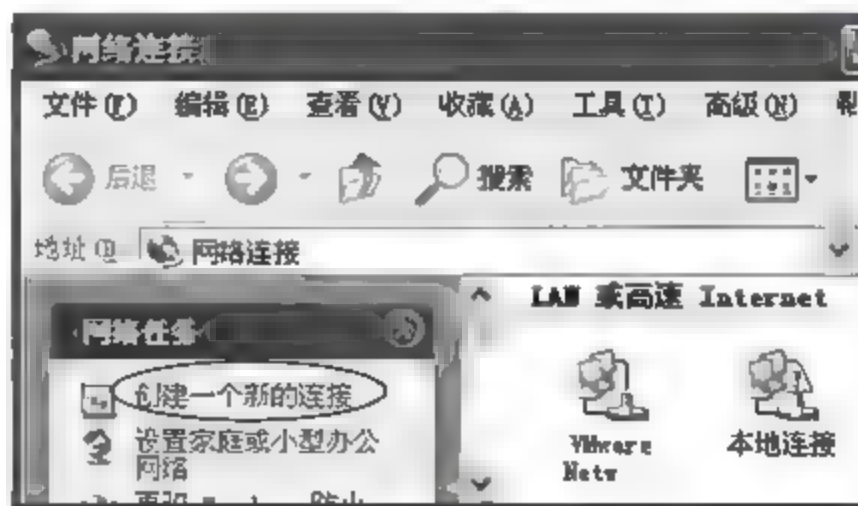 网络连接
文件(F) 编辑(E) 查看(V) 收藏(A) 工具(T) 高级(N)
后退 搜索 文件夹
地址(D) 网络连接
LAN 或高速 Internet
网络任务
创建一个新的连接
设置家庭或小型办公
网络
VMware
Netw
本地连接